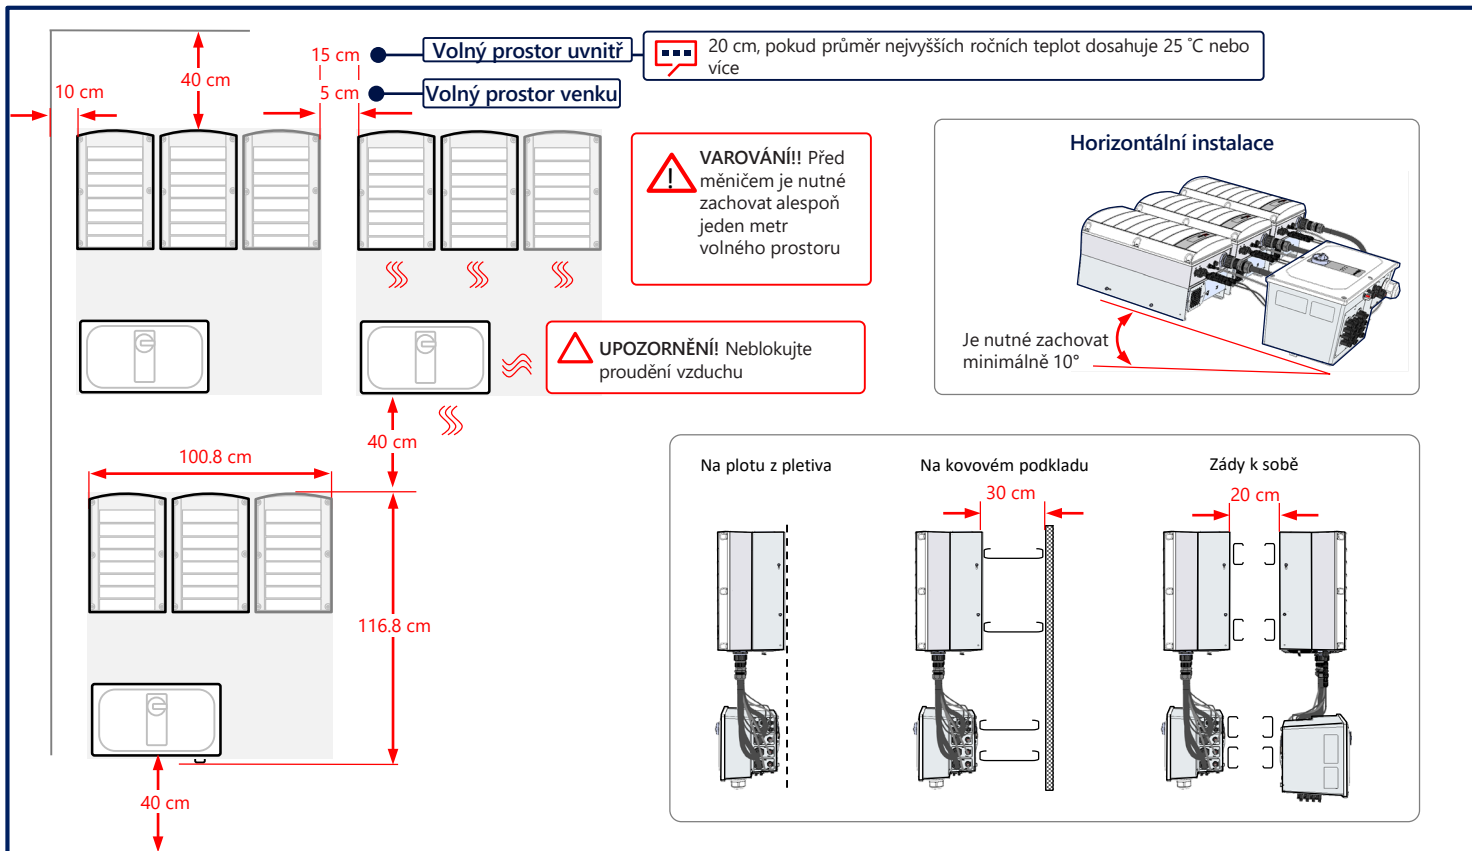 15 cm
Volný prostor uvnitř
20 cm, pokud průměr nejvyšších ročních teplot dosahuje 25 ˚C nebo
více
40 cm
10 cm
5 cm
Volný prostor venku
VAROVÁNÍ!! Před
měničem je nutné
zachovat alespoň
jeden metr
volného prostoru
UPOZORNĚNÍ! Neblokujte
proudění vzduchu
Horizontální instalace
Je nutné zachovat
minimálně 10°
40 cm
100.8 cm
116.8 cm
40 cm
Na plotu z pletiva
Na kovovém podkladu
Zády k sobě
30 cm
20 cm